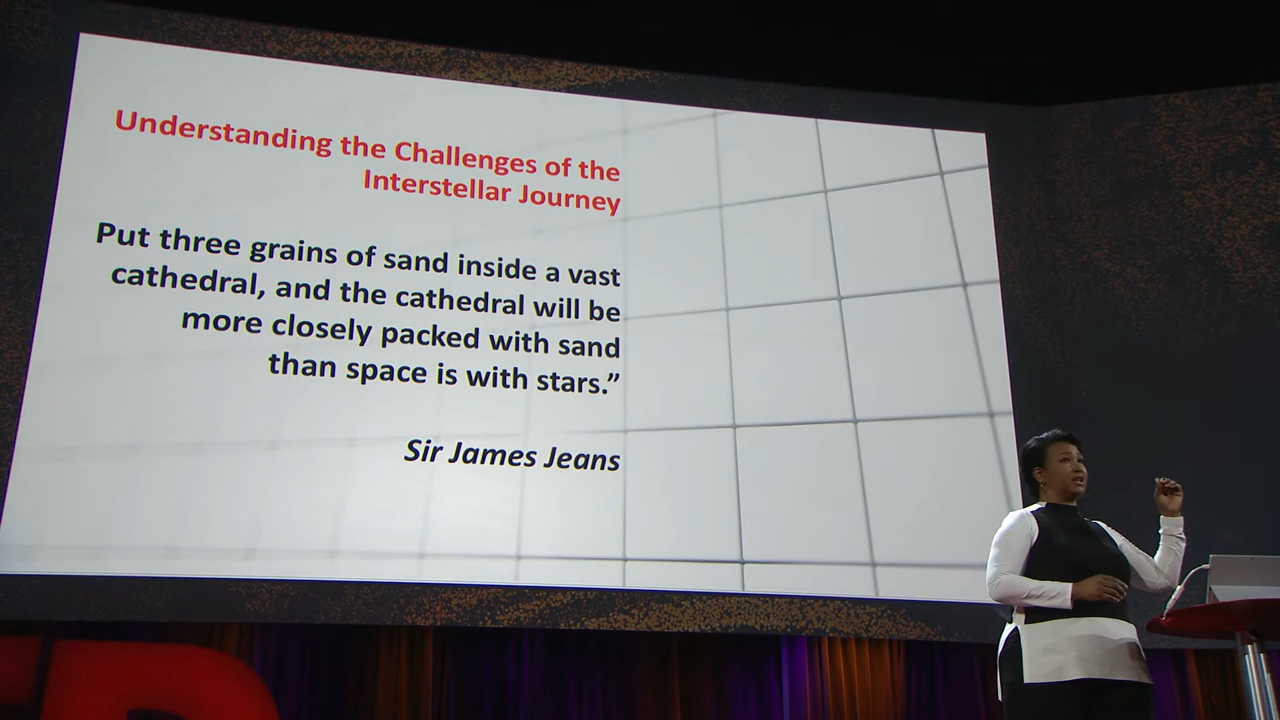 Understanding the Challenges of the
Interstellar Journey
Put three grains of sand inside a vast
cathedral, and the cathedral will be
more closely packed with sand
than space is with stars.”
Sir James Jeans